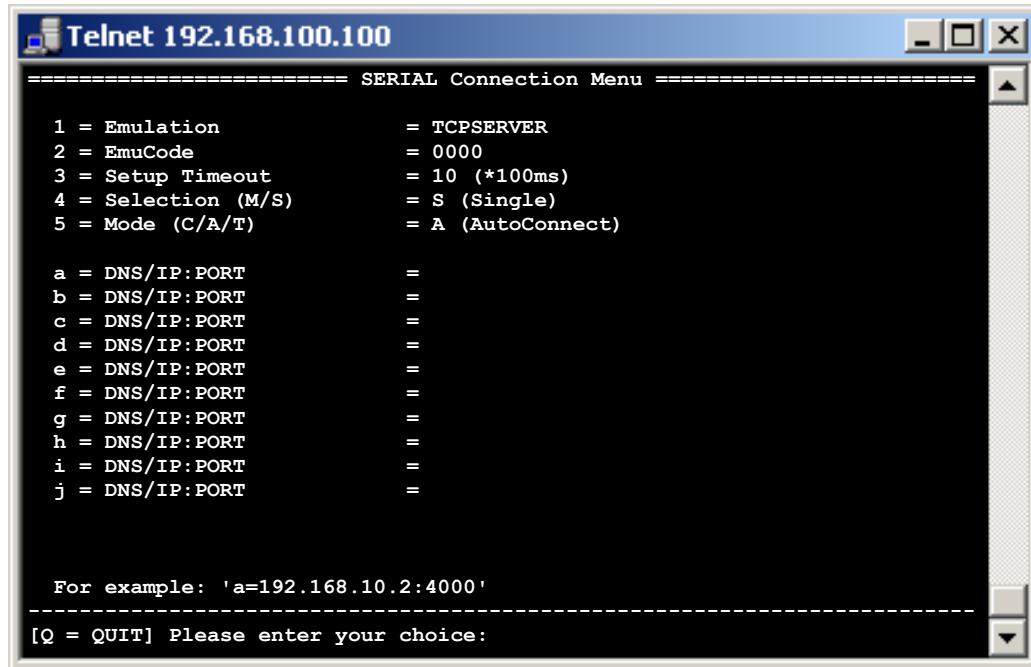 Telnet 192.168.100.100
========================= SERIAL Connection Menu =========================
1 = Emulation = TCPSERVER
2 = EmuCode = 0000
3 = Setup Timeout = 10 (*100ms)
4 = Selection (M/S) = S (Single)
5 = Mode (C/A/T) = A (AutoConnect)
a = DNS/IP:PORT =
b = DNS/IP:PORT =
c = DNS/IP:PORT =
d = DNS/IP:PORT =
e = DNS/IP:PORT =
f = DNS/IP:PORT =
g = DNS/IP:PORT =
h = DNS/IP:PORT =
i = DNS/IP:PORT =
j = DNS/IP:PORT =
For example: 'a=192.168.10.2:4000'
--------------------------------------------------------------------------
[Q = QUIT] Please enter your choice: